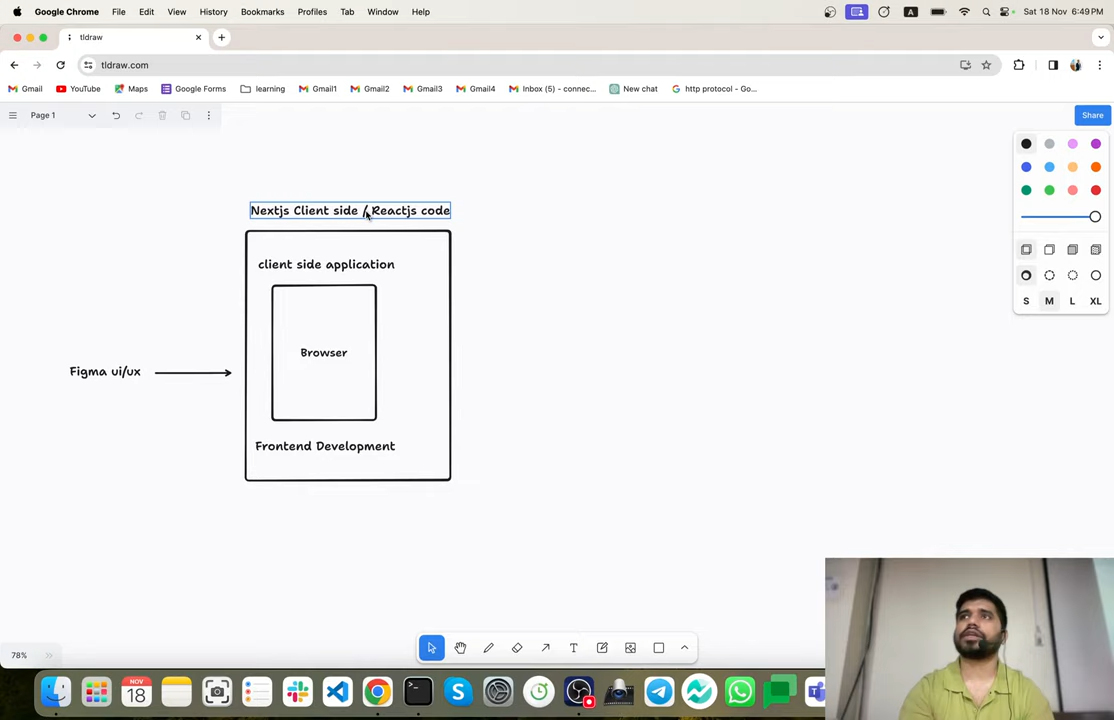 Google Chrome File Edit View History Bookmarks Profiles Tab Window Help A Sat 18 Nov 6:49 PM
tldraw
tldraw.com
Gmail YouTube Maps Google Forms learning Gmail1 Gmail2 Gmail3 Gmail4 Inbox (5) - connec... New chat http protocol - Go...
Page 1 Share
Nextjs Client side / Reactjs code
client side application
S M L XL
Browser
Figma ui/ux
Frontend Development
78%
NOV
18